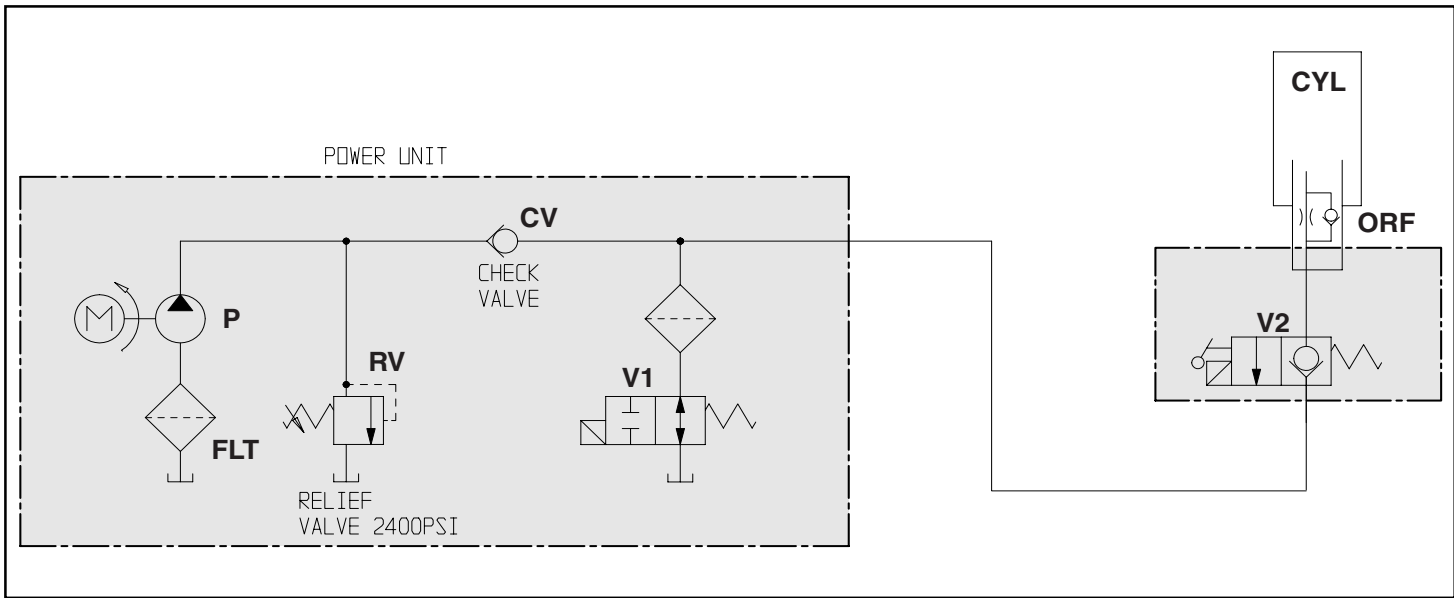 CYL
POWER UNIT
CV
ORF
CHECK
VALVE
M
P
V2
RV
V1
FLT
RELIEF
VALVE 2400PSI